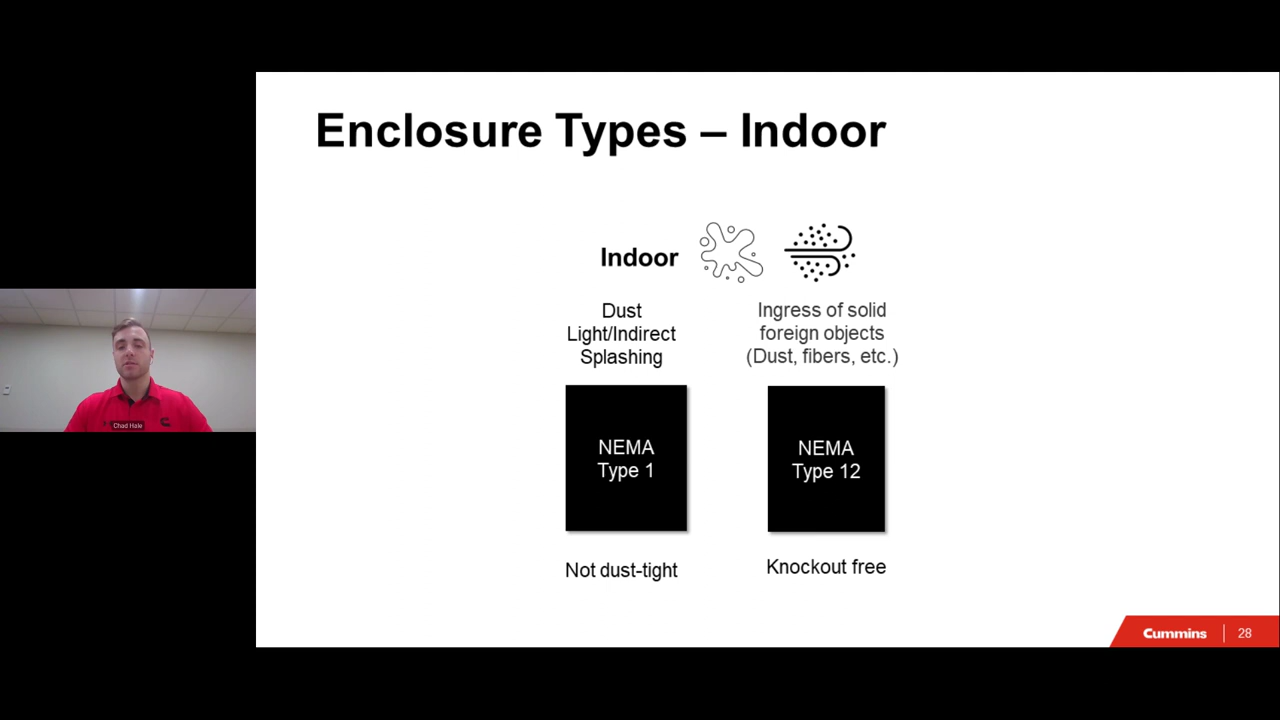 Enclosure Types – Indoor
Indoor
Dust
Light/Indirect
Splashing
Ingress of solid
foreign objects
(Dust, fibers, etc.)
NEMA
Type 1
NEMA
Type 12
Not dust-tight
Knockout free
Chad Hale
Cummins
28